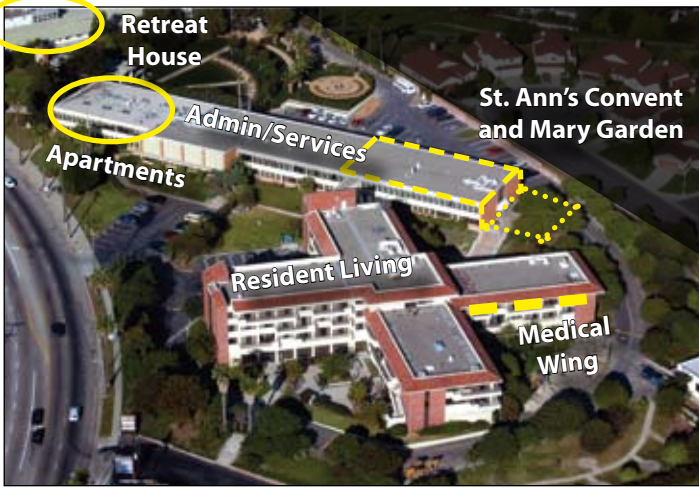 Retreat
House
St. Ann's Convent
and Mary Garden
Admin/Services
Apartments
Resident Living
Medical
Wing